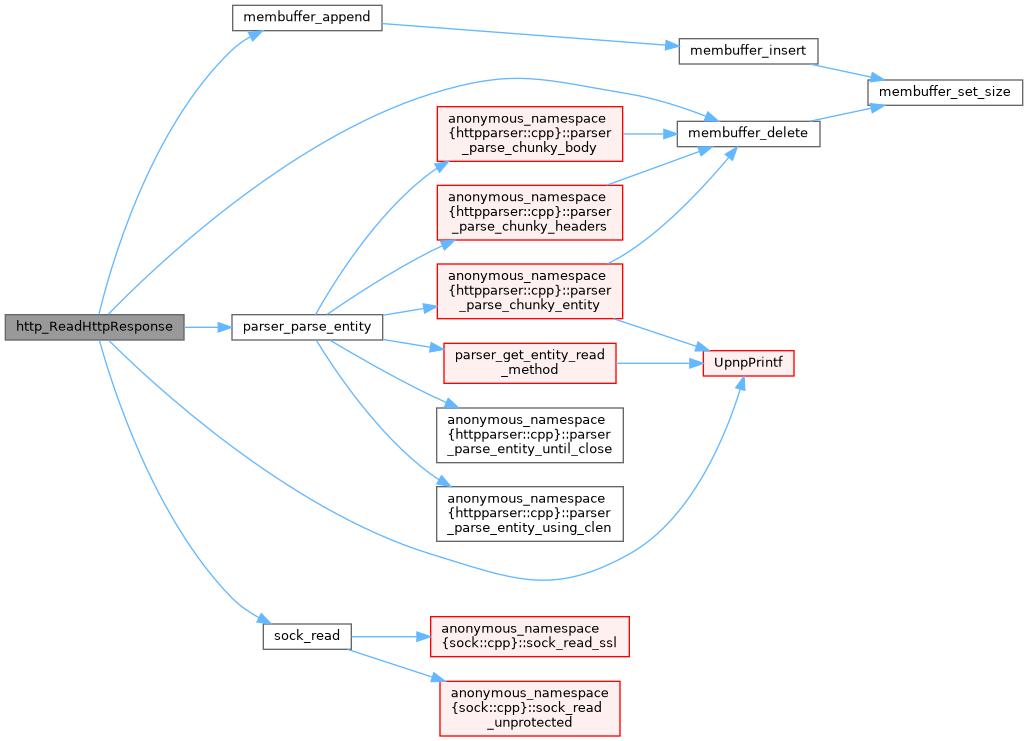 membuffer_append
membuffer_insert
membuffer_set_size
anonymous_namespace
{httpparser::cpp}::parser
_parse_chunky_body
membuffer_delete
anonymous_namespace
{httpparser::cpp}::parser
_parse_chunky_headers
anonymous_namespace
{httpparser::cpp}::parser
_parse_chunky_entity
http_ReadHttpResponse
parser_parse_entity
parser_get_entity_read
_method
UpnpPrintf
anonymous_namespace
{httpparser::cpp}::parser
_parse_entity_until_close
anonymous_namespace
{httpparser::cpp}::parser
_parse_entity_using_clen
sock_read
anonymous_namespace
{sock::cpp}::sock_read_ssl
anonymous_namespace
{sock::cpp}::sock_read
_unprotected